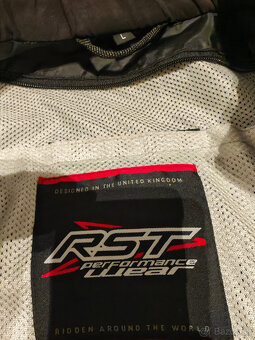 L
DESIGNED IN THE UNITED KINGDOM
RST
performance
wear
RIDDEN AROUND THE WORLD